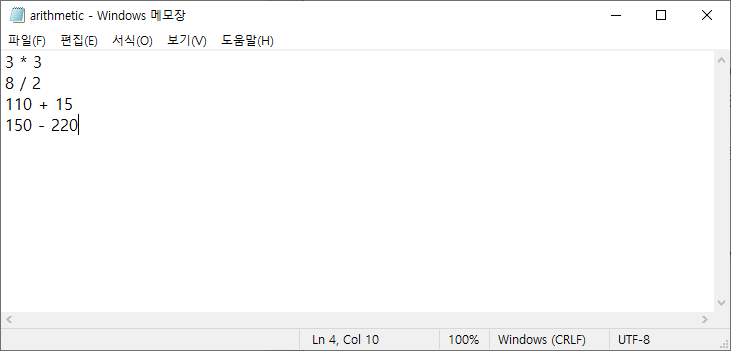 arithmetic - Windows 메모장
파일(F) 편집(E) 서식(O) 보기(V) 도움말(H)
3 * 3
8 / 2
110 + 15
150 - 220
Ln 4, Col 10 100% Windows (CRLF) UTF-8